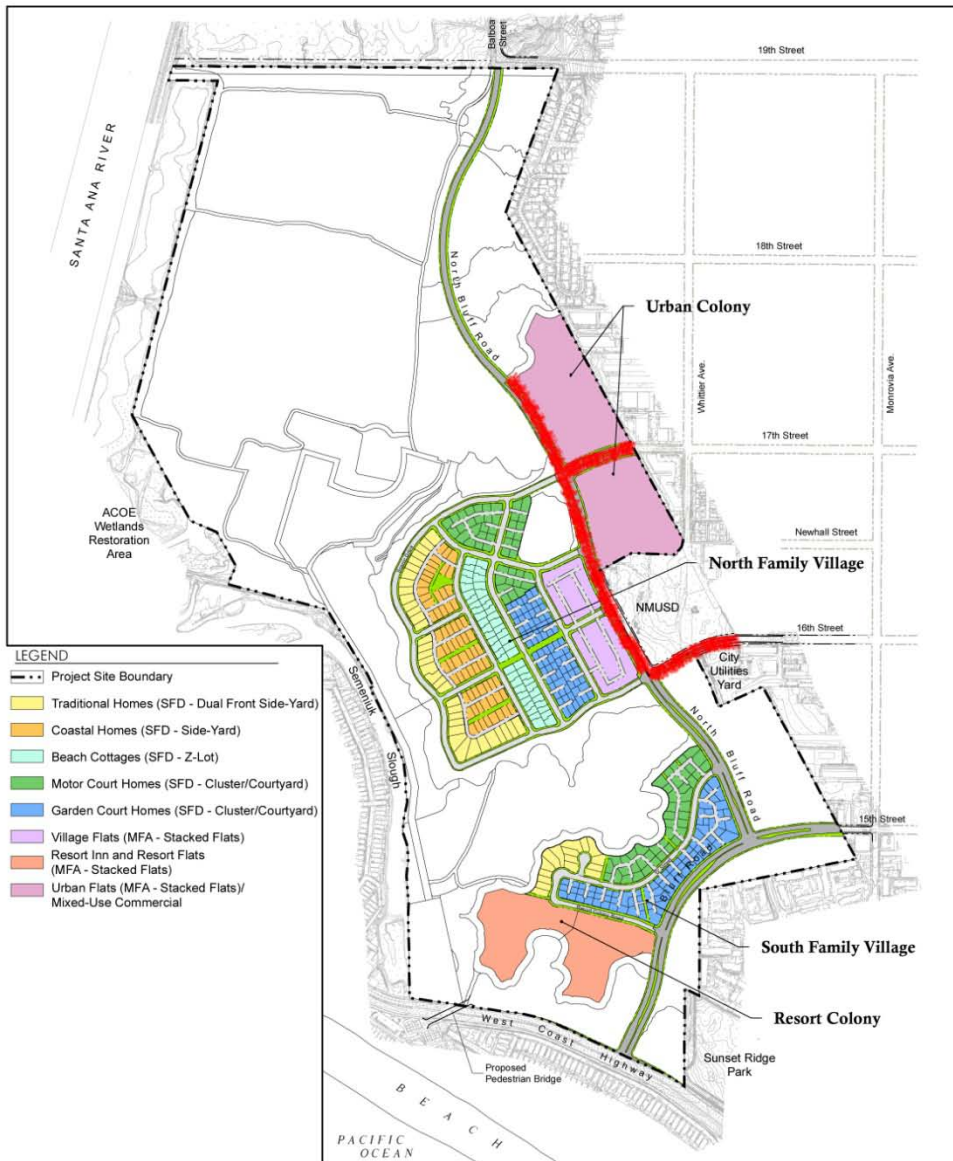 Balboa
Street
19th Street
SANTA ANA RIVER
18th Street
North Bluff Road
Urban Colony
Whittier Ave.
Monrovia Ave.
17th Street
ACOE
Wetlands
Restoration
Area
Newhall Street
North Family Village
NMUSD
16th Street
City
Utilities
Yard
LEGEND
Project Site Boundary
Traditional Homes (SFD - Dual Front Side-Yard)
Coastal Homes (SFD - Side-Yard)
Beach Cottages (SFD - Z-Lot)
Motor Court Homes (SFD - Cluster/Courtyard)
Garden Court Homes (SFD - Cluster/Courtyard)
Village Flats (MFA - Stacked Flats)
Resort Inn and Resort Flats
(MFA - Stacked Flats)
Urban Flats (MFA - Stacked Flats)/
Mixed-Use Commercial
Semeniuk
Slough
North Bluff Road
15th Street
Road
South Family Village
Resort Colony
West Coast Highway
Sunset Ridge
Park
Proposed
Pedestrian Bridge
BEACH
PACIFIC
OCEAN